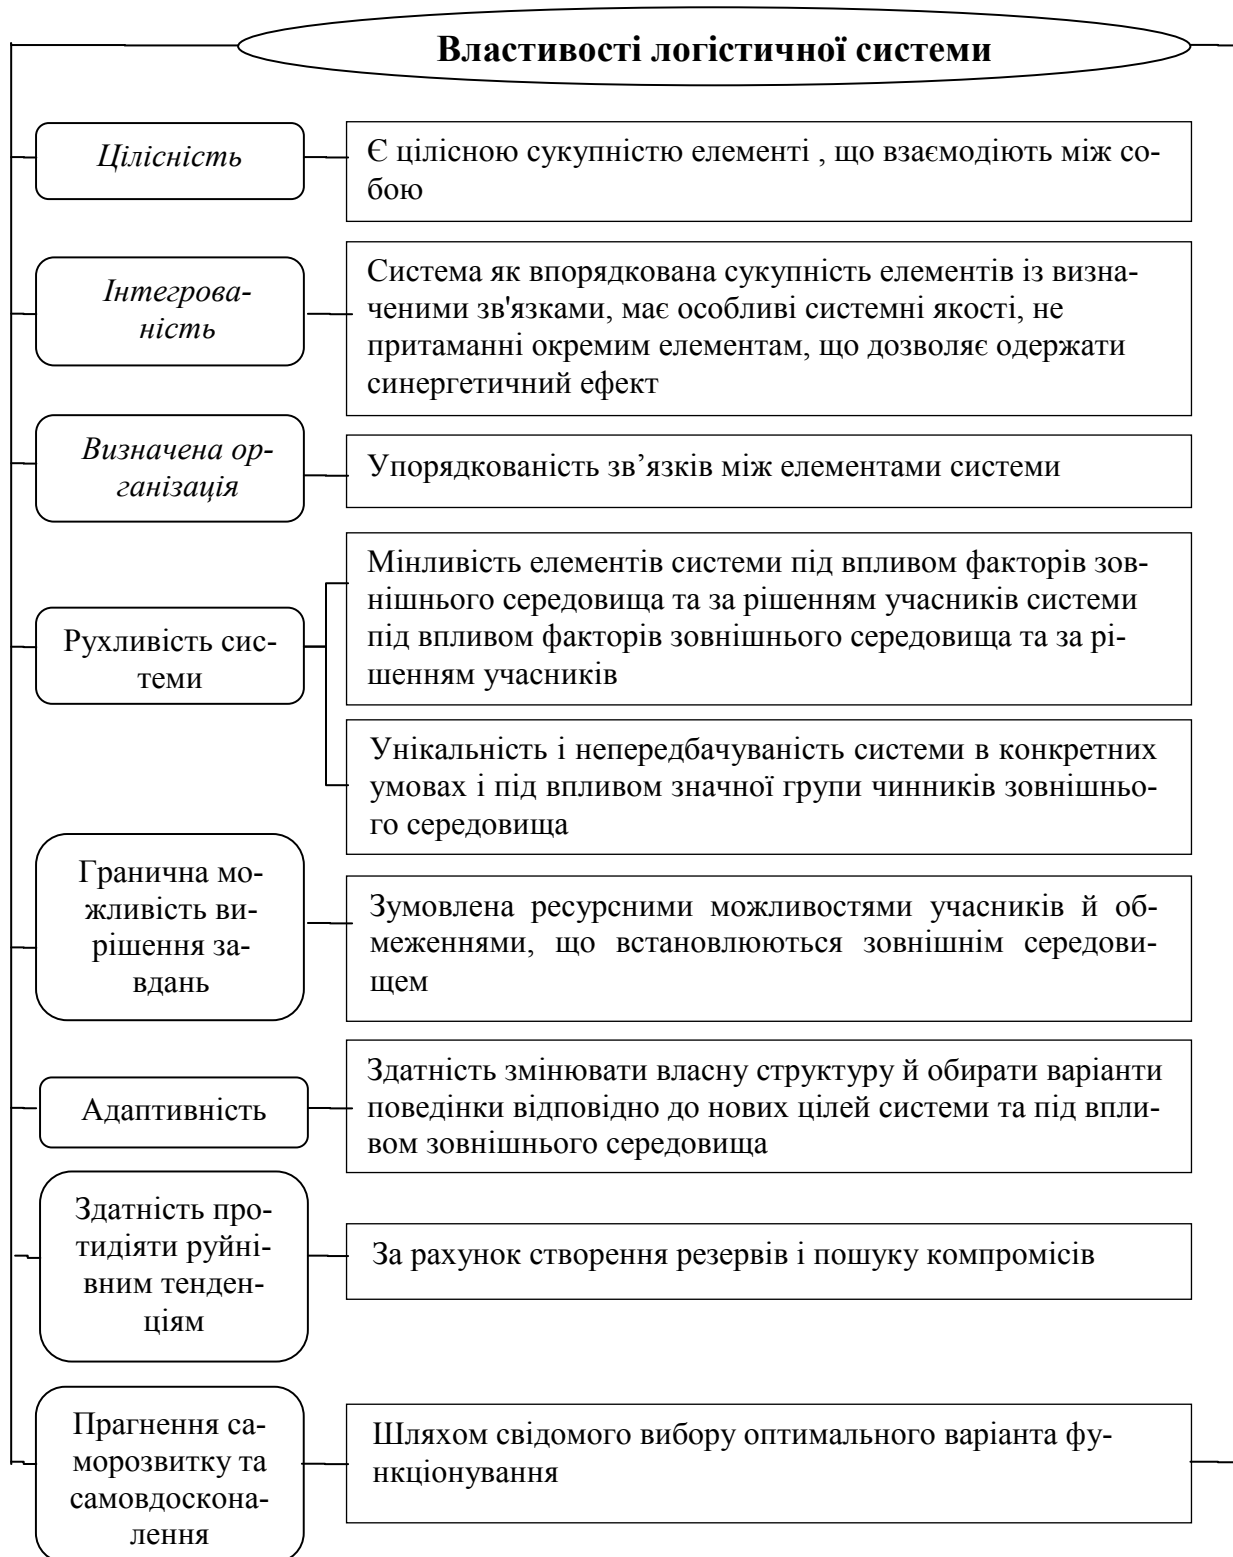 Властивості логістичної системи
Цілісність
Є цілісною сукупністю елементі , що взаємодіють між со-
бою
Інтегрова-
ність
Система як впорядкована сукупність елементів із визна-
ченими зв'язками, має особливі системні якості, не
притаманні окремим елементам, що дозволяє одержати
синергетичний ефект
Визначена ор-
ганізація
Упорядкованість зв’язків між елементами системи
Рухливість сис-
теми
Мінливість елементів системи під впливом факторів зов-
нішнього середовища та за рішенням учасників системи
під впливом факторів зовнішнього середовища та за рі-
шенням учасників
Унікальність і непередбачуваність системи в конкретних
умовах і під впливом значної групи чинників зовнішньо-
го середовища
Гранична мо-
жливість ви-
рішення за-
вдань
Зумовлена ресурсними можливостями учасників й об-
меженнями, що встановлюються зовнішнім середови-
щем
Адаптивність
Здатність змінювати власну структуру й обирати варіанти
поведінки відповідно до нових цілей системи та під впли-
вом зовнішнього середовища
Здатність про-
тидіяти руйні-
вним тенден-
ціям
За рахунок створення резервів і пошуку компромісів
Прагнення са-
морозвитку та
самовдоскона-
лення
Шляхом свідомого вибору оптимального варіанта фу-
нкціонування